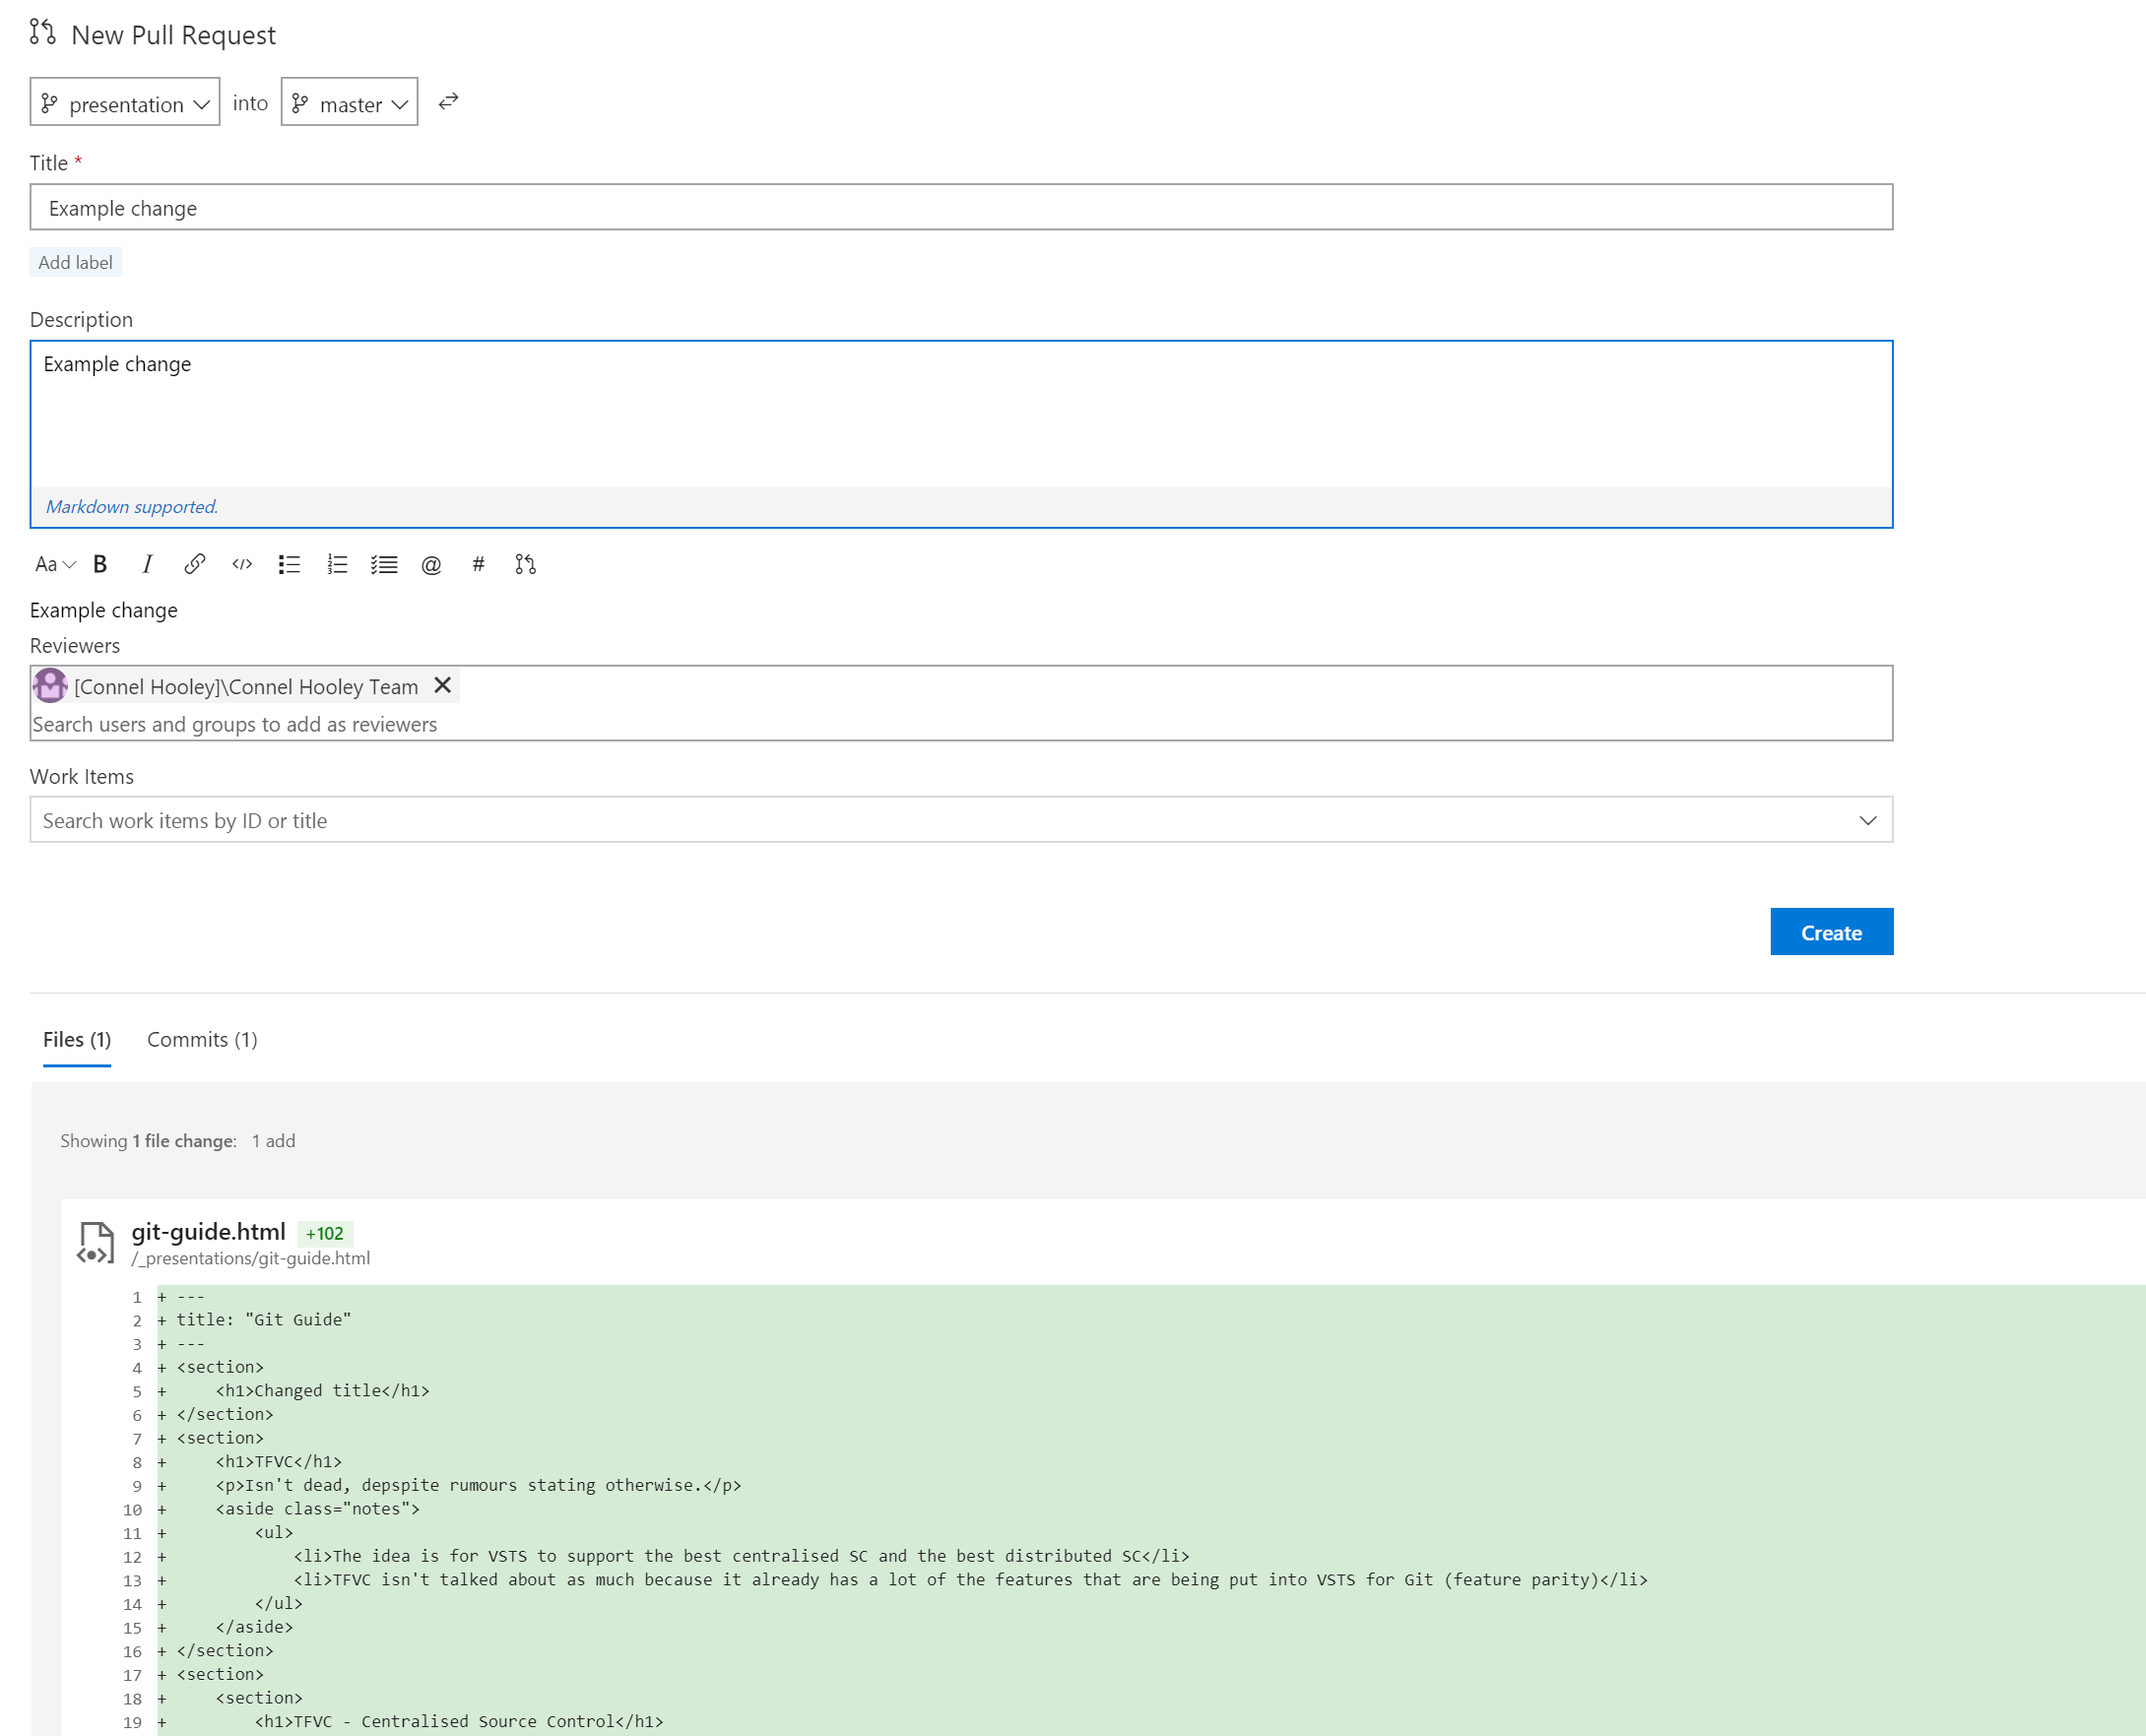 New Pull Request
presentation into master
Title *
Example change
Add label
Description
Example change
Markdown supported.
Aa B I </> @ #
Example change
Reviewers
[Connel Hooley]\Connel Hooley Team
Search users and groups to add as reviewers
Work Items
Search work items by ID or title
Create
Files (1) Commits (1)
Showing 1 file change: 1 add
git-guide.html +102
/_presentations/git-guide.html
1 + ---
2 + title: "Git Guide"
3 + ---
4 + <section>
5 +     <h1>Changed title</h1>
6 + </section>
7 + <section>
8 +     <h1>TFVC</h1>
9 +     <p>Isn't dead, depspite rumours stating otherwise.</p>
10 +     <aside class="notes">
11 +         <ul>
12 +             <li>The idea is for VSTS to support the best centralised SC and the best distributed SC</li>
13 +             <li>TFVC isn't talked about as much because it already has a lot of the features that are being put into VSTS for Git (feature parity)</li>
14 +         </ul>
15 +     </aside>
16 + </section>
17 + <section>
18 +     <section>
19 +         <h1>TFVC - Centralised Source Control</h1>